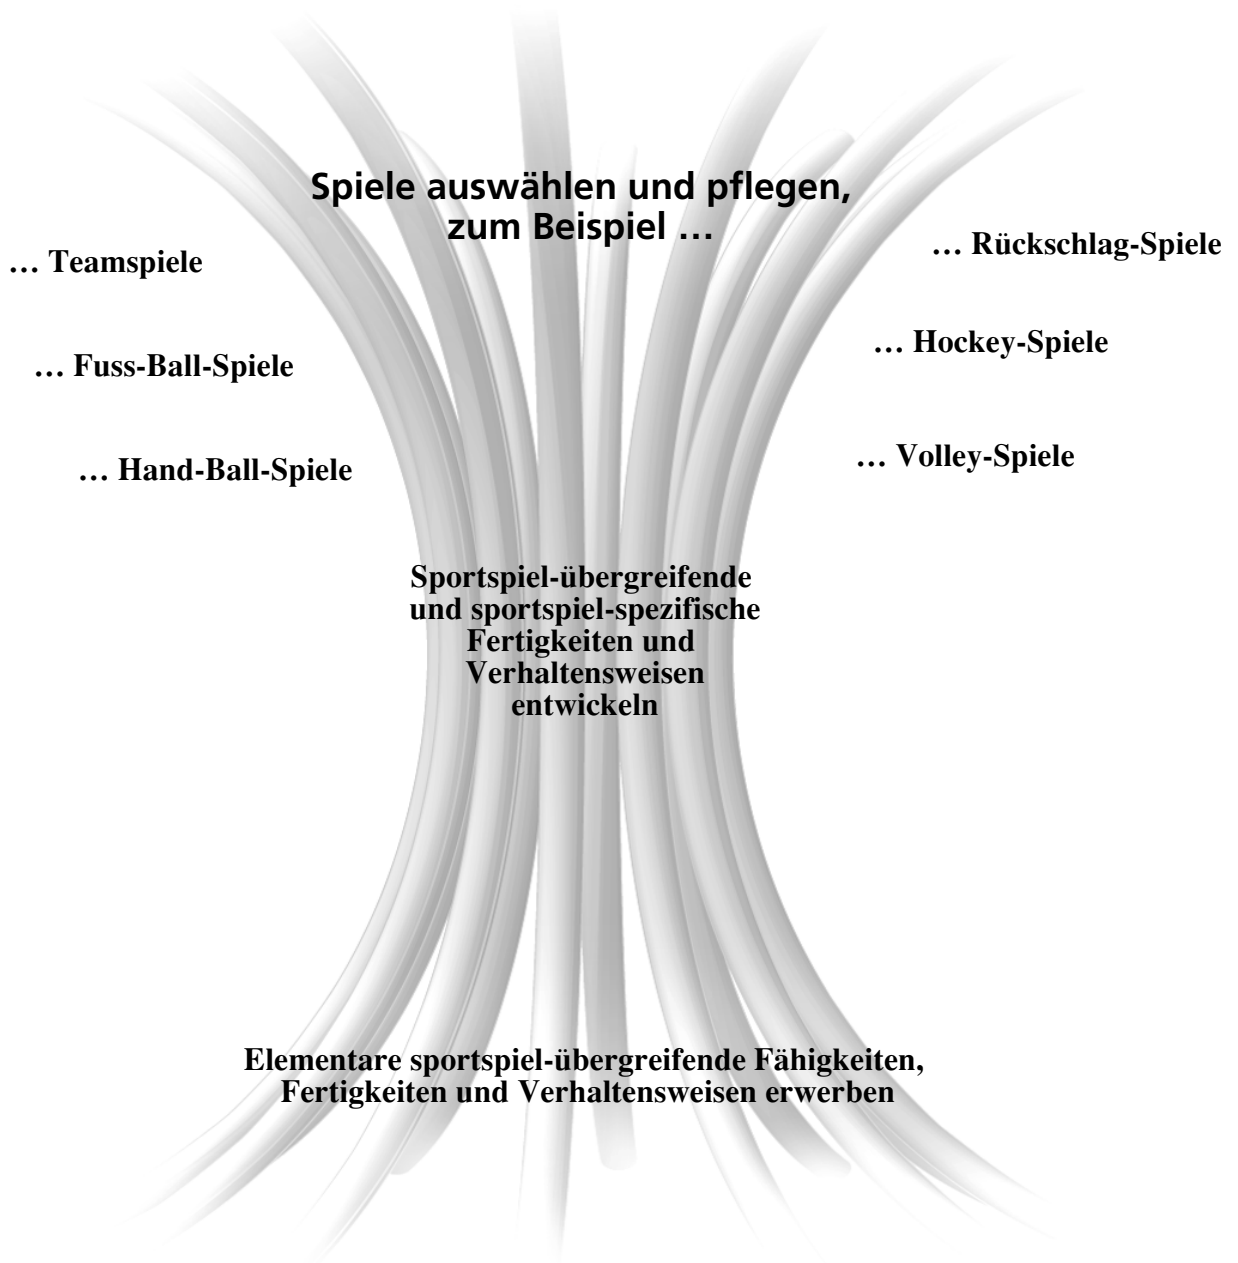 Spiele auswählen und pflegen,
zum Beispiel …
… Teamspiele
… Fuss-Ball-Spiele
… Hand-Ball-Spiele
… Rückschlag-Spiele
… Hockey-Spiele
… Volley-Spiele
Sportspiel-übergreifende
und sportspiel-spezifische
Fertigkeiten und
Verhaltensweisen
entwickeln
Elementare sportspiel-übergreifende Fähigkeiten,
Fertigkeiten und Verhaltensweisen erwerben